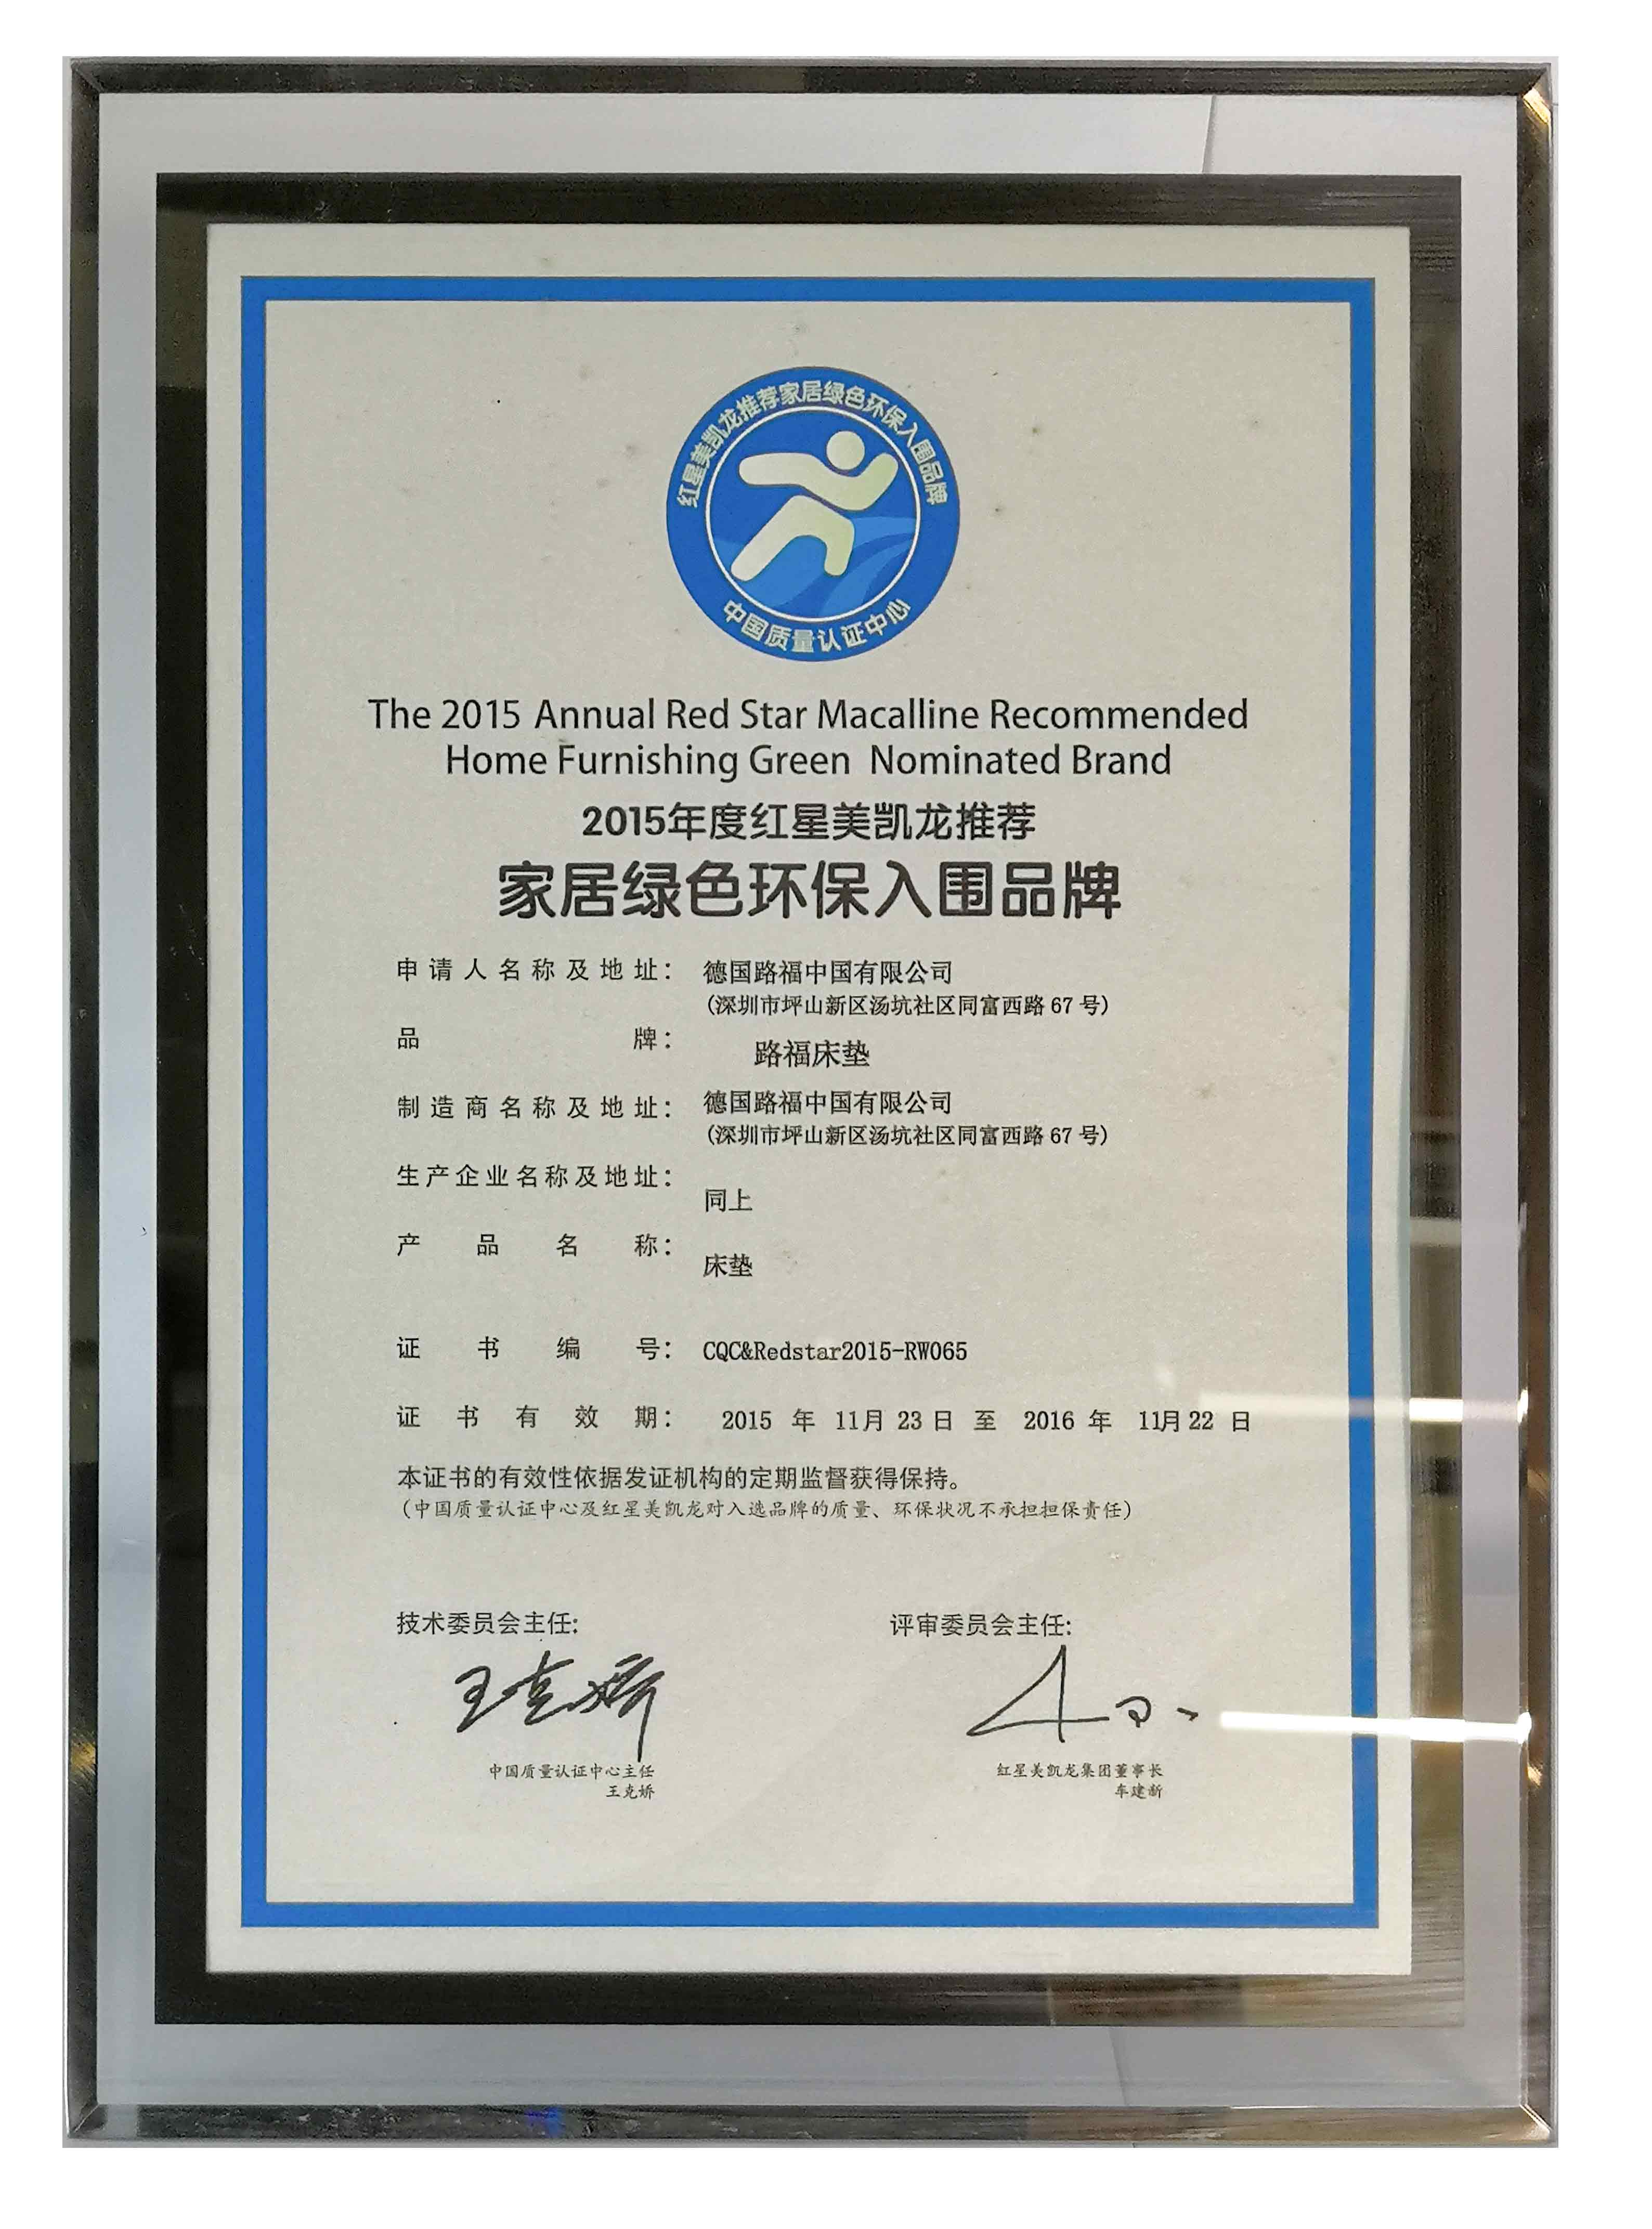 红星美凯龙推荐家居绿色环保入围品牌
中国质量认证中心
The 2015 Annual Red Star Macalline Recommended
Home Furnishing Green Nominated Brand
2015年度红星美凯龙推荐
家居绿色环保入围品牌
申请人名称及地址： 德国路福中国有限公司
(深圳市坪山新区汤坑社区同富西路 67 号)
品牌： 路福床垫
制造商名称及地址： 德国路福中国有限公司
(深圳市坪山新区汤坑社区同富西路 67 号)
生产企业名称及地址： 同上
产品名称： 床垫
证书编号： CQC&Redstar2015-RW065
证书有效期： 2015 年 11月 23 日 至 2016 年 11月 22 日
本证书的有效性依据发证机构的定期监督获得保持。
（中国质量认证中心及红星美凯龙对入选品牌的质量、环保状况不承担担保责任）
技术委员会主任: 评审委员会主任:
王克娇
中国质量认证中心主任 红星美凯龙集团董事长
王克娇 车建新